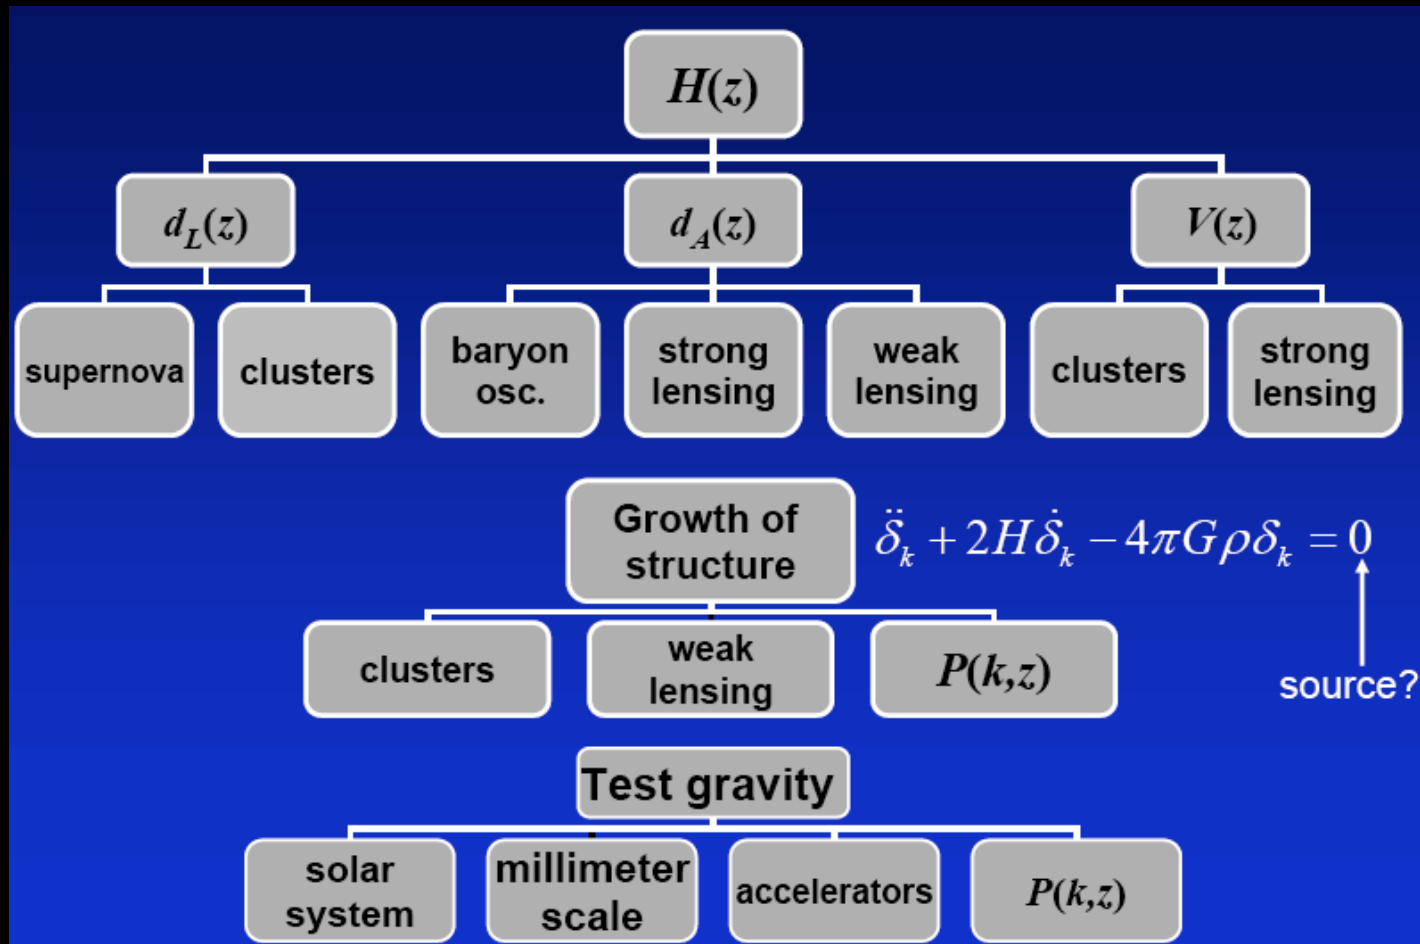 H(z)
d_L(z)
d_A(z)
V(z)
supernova
clusters
baryon
osc.
strong
lensing
weak
lensing
clusters
strong
lensing
Growth of
structure
δ̈_k + 2Hδ̇_k − 4πGρδ_k = 0
source?
clusters
weak
lensing
P(k,z)
Test gravity
solar
system
millimeter
scale
accelerators
P(k,z)